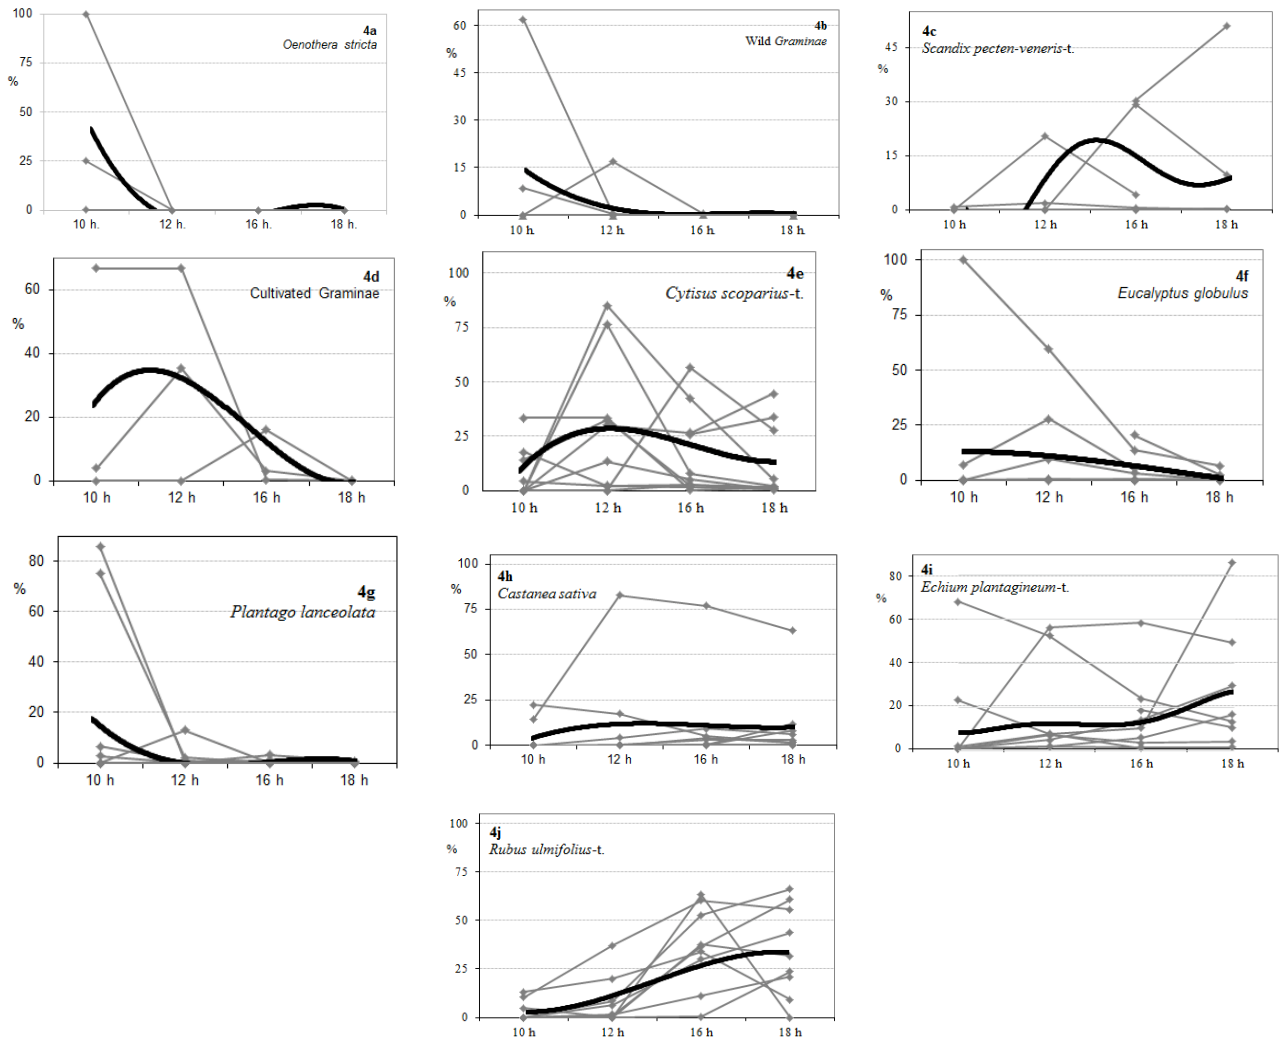 4a
Oenothera stricta
%
100
75
50
25
0
10 h.
12 h.
16 h.
18 h.
4b
Wild Graminae
%
60
45
30
15
0
10 h
12 h
16 h
18 h
4c
Scandix pecten-veneris-t.
%
45
30
15
0
10 h
12 h
16 h
18 h
4d
Cultivated Graminae
%
60
40
20
0
10 h
12 h
16 h
18 h
4e
Cytisus scoparius-t.
%
100
75
50
25
0
10 h
12 h
16 h
18 h
4f
Eucalyptus globulus
%
100
75
50
25
0
10 h
12 h
16 h
18 h
4g
Plantago lanceolata
%
80
60
40
20
0
10 h
12 h
16 h
18 h
4h
Castanea sativa
%
100
75
50
25
0
10 h
12 h
16 h
18 h
4i
Echium plantagineum-t.
%
80
60
40
20
0
10 h
12 h
16 h
18 h
4j
Rubus ulmifolius-t.
%
100
75
50
25
0
10 h
12 h
16 h
18 h